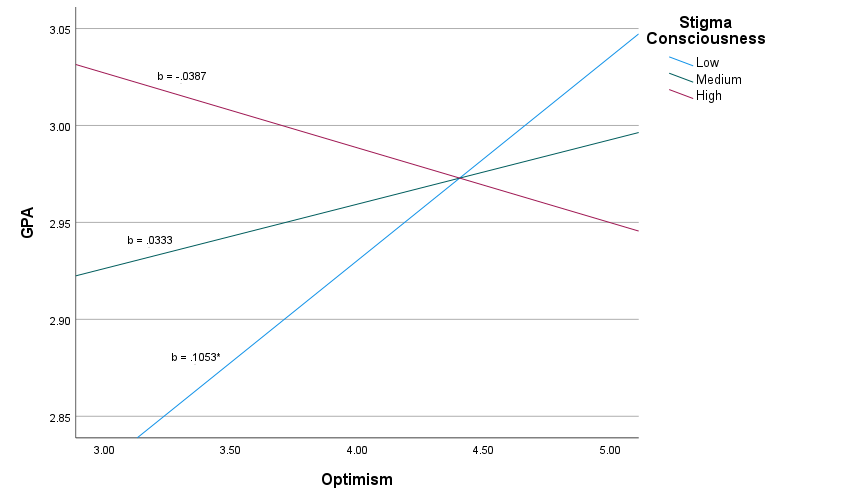 Stigma
Consciousness
Low
Medium
High
3.05
3.00
2.95
2.90
2.85
GPA
b = -.0387
b = .0333
b = .1053*
3.00 3.50 4.00 4.50 5.00
Optimism